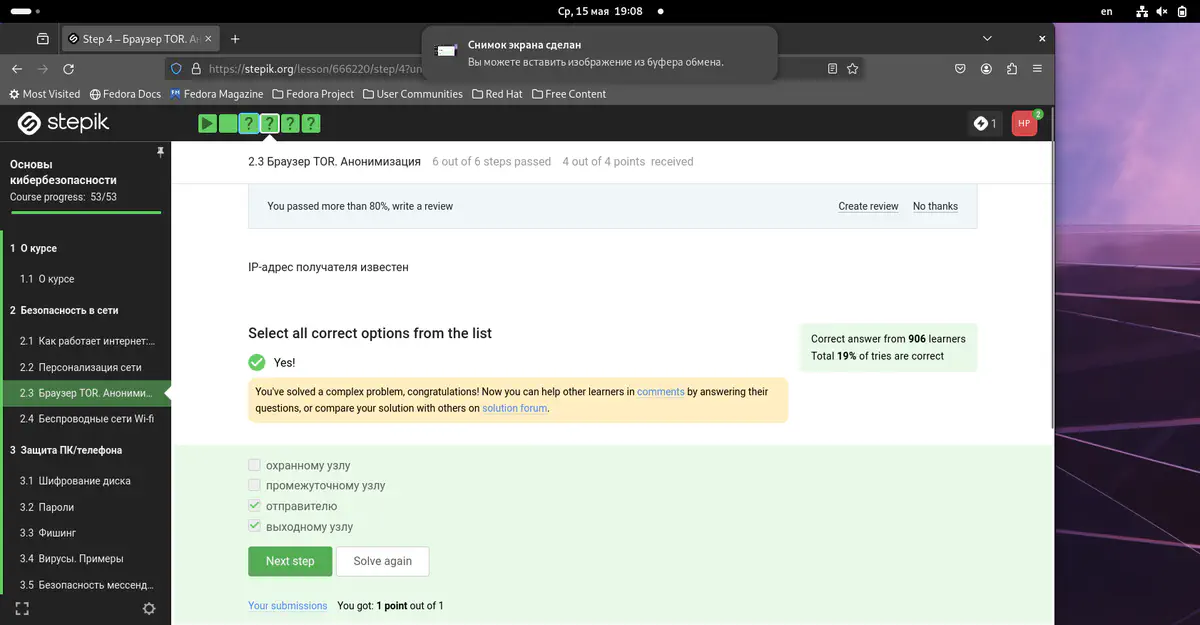 Ср, 15 мая 19:08
en
Step 4 – Браузер TOR. Ан
Снимок экрана сделан
Вы можете вставить изображение из буфера обмена.
https://stepik.org/lesson/666220/step/4?un
Most Visited
Fedora Docs
Fedora Magazine
Fedora Project
User Communities
Red Hat
Free Content
stepik
? ? ? ?
1
HP
2
Основы
кибербезопасности
Course progress: 53/53
1 О курсе
1.1 О курсе
2 Безопасность в сети
2.1 Как работает интернет:...
2.2 Персонализация сети
2.3 Браузер TOR. Аноними...
2.4 Беспроводные сети Wi-fi
3 Защита ПК/телефона
3.1 Шифрование диска
3.2 Пароли
3.3 Фишинг
3.4 Вирусы. Примеры
3.5 Безопасность мессенд...
2.3 Браузер TOR. Анонимизация 6 out of 6 steps passed 4 out of 4 points received
You passed more than 80%, write a review
Create review
No thanks
IP-адрес получателя известен
Select all correct options from the list
Correct answer from 906 learners
Total 19% of tries are correct
Yes!
You've solved a complex problem, congratulations! Now you can help other learners in comments by answering their
questions, or compare your solution with others on solution forum.
охранному узлу
промежуточному узлу
отправителю
выходному узлу
Next step
Solve again
Your submissions You got: 1 point out of 1